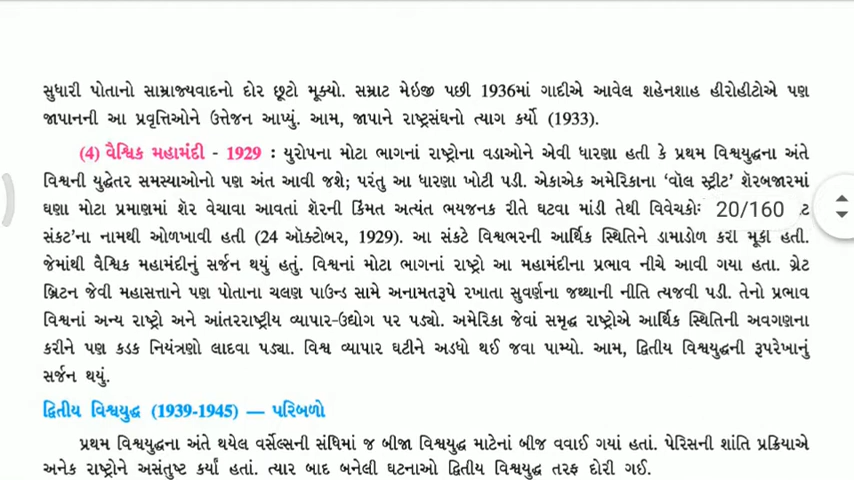 સુધારી પોતાનો સામ્રાજ્યવાદનો દોર છૂટો મૂક્યો. સમ્રાટ મેઇજી પછી 1936માં ગાદીએ આવેલ શહેનશાહ હીરોહીટોએ પણ
જાપાનની આ પ્રવૃત્તિઓને ઉત્તેજન આપ્યું. આમ, જાપાને રાષ્ટ્રસંઘનો ત્યાગ કર્યો (1933).
(4) વૈશ્વિક મહામંદી - 1929 : યુરોપના મોટા ભાગનાં રાષ્ટ્રોના વડાઓને એવી ધારણા હતી કે પ્રથમ વિશ્વયુદ્ધના અંતે
વિશ્વની યુદ્ધેતર સમસ્યાઓનો પણ અંત આવી જશે; પરંતુ આ ધારણા ખોટી પડી. એકાએક અમેરિકાના ‘વૉલ સ્ટ્રીટ’ શૅરબજારમાં
ઘણા મોટા પ્રમાણમાં શૅર વેચાવા આવતાં શૅરની કિંમત અત્યંત ભયજનક રીતે ઘટવા માંડી તેથી વિવેચકો 20/160
સંકટ’ના નામથી ઓળખાવી હતી (24 ઑક્ટોબર, 1929). આ સંકટે વિશ્વભરની આર્થિક સ્થિતિને ડામાડોળ કરી મૂકી હતી.
જેમાંથી વૈશ્વિક મહામંદીનું સર્જન થયું હતું. વિશ્વનાં મોટા ભાગનાં રાષ્ટ્રો આ મહામંદીના પ્રભાવ નીચે આવી ગયા હતા. ગ્રેટ
બ્રિટન જેવી મહાસત્તાને પણ પોતાના ચલણ પાઉન્ડ સામે અનામતરૂપે રખાતા સુવર્ણના જથ્થાની નીતિ ત્યજવી પડી. તેનો પ્રભાવ
વિશ્વનાં અન્ય રાષ્ટ્રો અને આંતરરાષ્ટ્રીય વ્યાપાર-ઉદ્યોગ પર પડ્યો. અમેરિકા જેવાં સમૃદ્ધ રાષ્ટ્રોએ આર્થિક સ્થિતિની અવગણના
કરીને પણ કડક નિયંત્રણો લાદવા પડ્યા. વિશ્વ વ્યાપાર ઘટીને અડધો થઈ જવા પામ્યો. આમ, દ્વિતીય વિશ્વયુદ્ધની રૂપરેખાનું
સર્જન થયું.
દ્વિતીય વિશ્વયુદ્ધ (1939-1945) — પરિબળો
પ્રથમ વિશ્વયુદ્ધના અંતે થયેલ વર્સેલ્સની સંધિમાં જ બીજા વિશ્વયુદ્ધ માટેનાં બીજ વવાઈ ગયાં હતાં. પેરિસની શાંતિ પ્રક્રિયાએ
અનેક રાષ્ટ્રોને અસંતુષ્ટ કર્યાં હતાં. ત્યાર બાદ બનેલી ઘટનાઓ દ્વિતીય વિશ્વયુદ્ધ તરફ દોરી ગઈ.